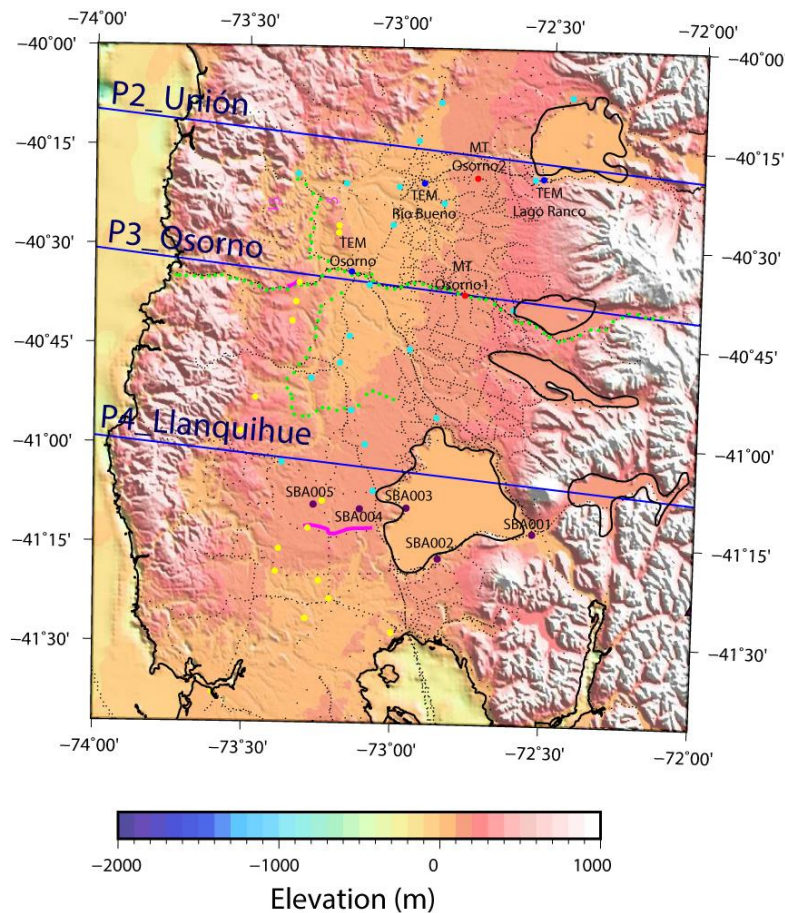 −74°00' −73°30' −73°00' −72°30' −72°00'
−40°00' −40°00'
P2_Unión
−40°15' −40°15'
MT
Osorno2
TEM
Rio Bueno
TEM
Lago Ranco
−40°30' −40°30'
P3_Osorno
TEM
Osorno
MT
Osorno1
−40°45' −40°45'
P4_Llanquihue
−41°00' −41°00'
SBA005
SBA004
SBA003
SBA001
SBA002
−41°15' −41°15'
−41°30' −41°30'
−74°00' −73°30' −73°00' −72°30' −72°00'
−2000 −1000 0 1000
Elevation (m)